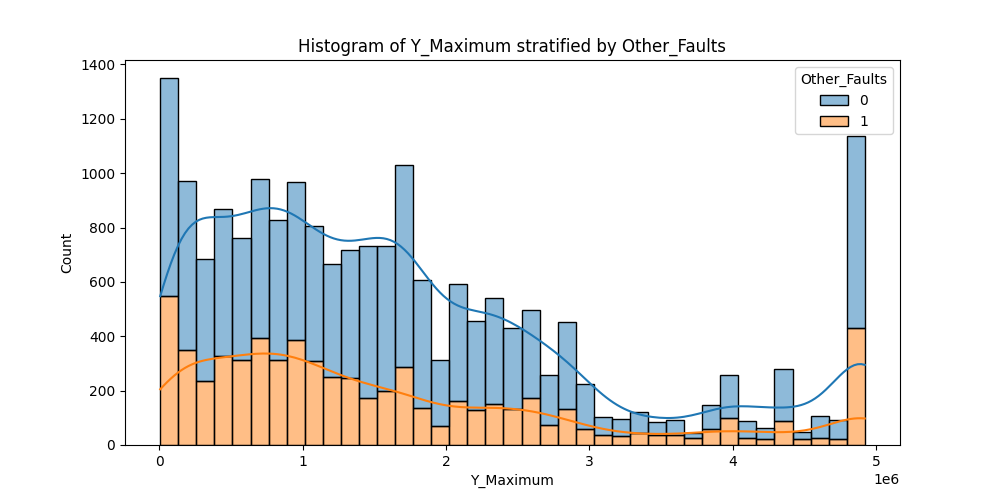 Histogram of Y_Maximum stratified by Other_Faults
Other_Faults
0
1
Count
1400
1200
1000
800
600
400
200
0
0 1 2 3 4 5
1e6
Y_Maximum